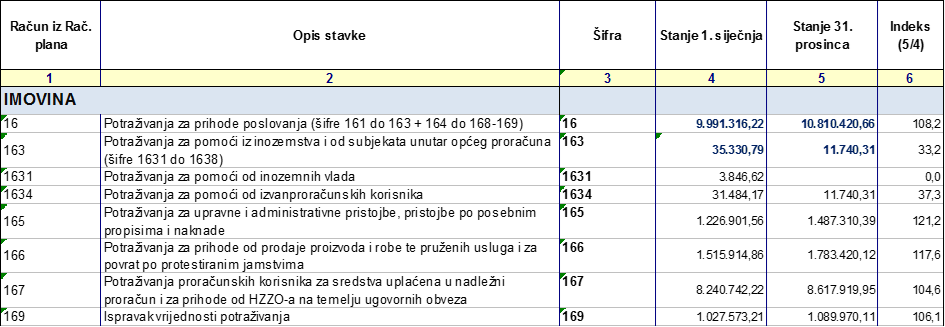 Račun iz Rač. plana | Opis stavke | Šifra | Stanje 1. siječnja | Stanje 31. prosinca | Indeks (5/4)
1 | 2 | 3 | 4 | 5 | 6
IMOVINA
16 | Potraživanja za prihode poslovanja (šifre 161 do 163 + 164 do 168-169) | 16 | 9.991.316,22 | 10.810.420,66 | 108,2
163 | Potraživanja za pomoći iz inozemstva i od subjekata unutar općeg proračuna (šifre 1631 do 1638) | 163 | 35.330,79 | 11.740,31 | 33,2
1631 | Potraživanja za pomoći od inozemnih vlada | 1631 | 3.846,62 | | 0,0
1634 | Potraživanja za pomoći od izvanproračunskih korisnika | 1634 | 31.484,17 | 11.740,31 | 37,3
165 | Potraživanja za upravne i administrativne pristojbe, pristojbe po posebnim propisima i naknade | 165 | 1.226.901,56 | 1.487.310,39 | 121,2
166 | Potraživanja za prihode od prodaje proizvoda i robe te pruženih usluga i za povrat po protestiranim jamstvima | 166 | 1.515.914,86 | 1.783.420,12 | 117,6
167 | Potraživanja proračunskih korisnika za sredstva uplaćena u nadležni proračun i za prihode od HZZO-a na temelju ugovornih obveza | 167 | 8.240.742,22 | 8.617.919,95 | 104,6
169 | Ispravak vrijednosti potraživanja | 169 | 1.027.573,21 | 1.089.970,11 | 106,1